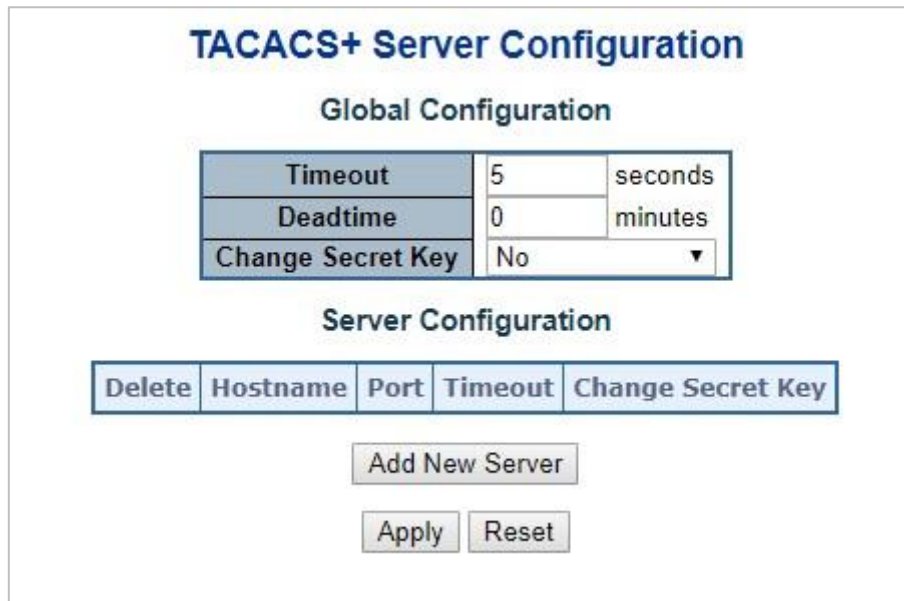 TACACS+ Server Configuration
Global Configuration
Timeout 5 seconds
Deadtime 0 minutes
Change Secret Key No
Server Configuration
Delete Hostname Port Timeout Change Secret Key
Add New Server
Apply Reset